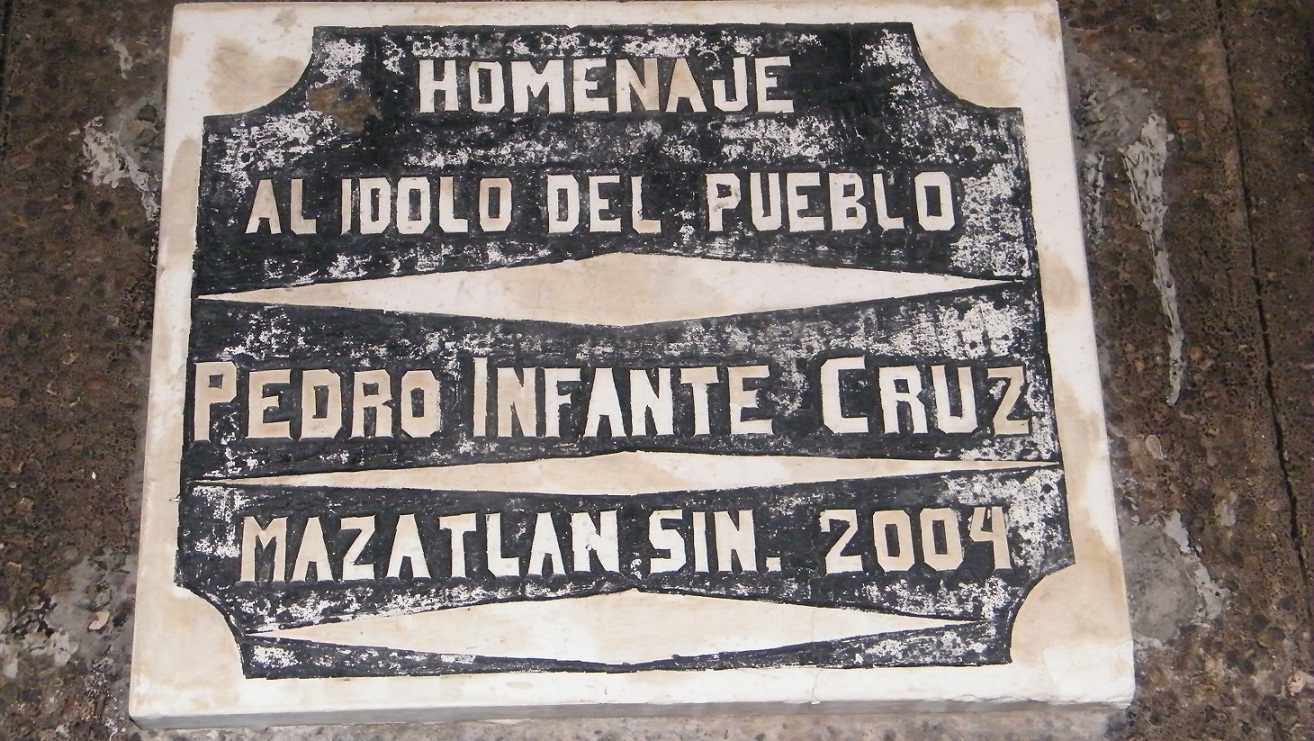 HOMENAJE
AL IDOLO DEL PUEBLO
PEDRO INFANTE CRUZ
MAZATLAN SIN. 2004